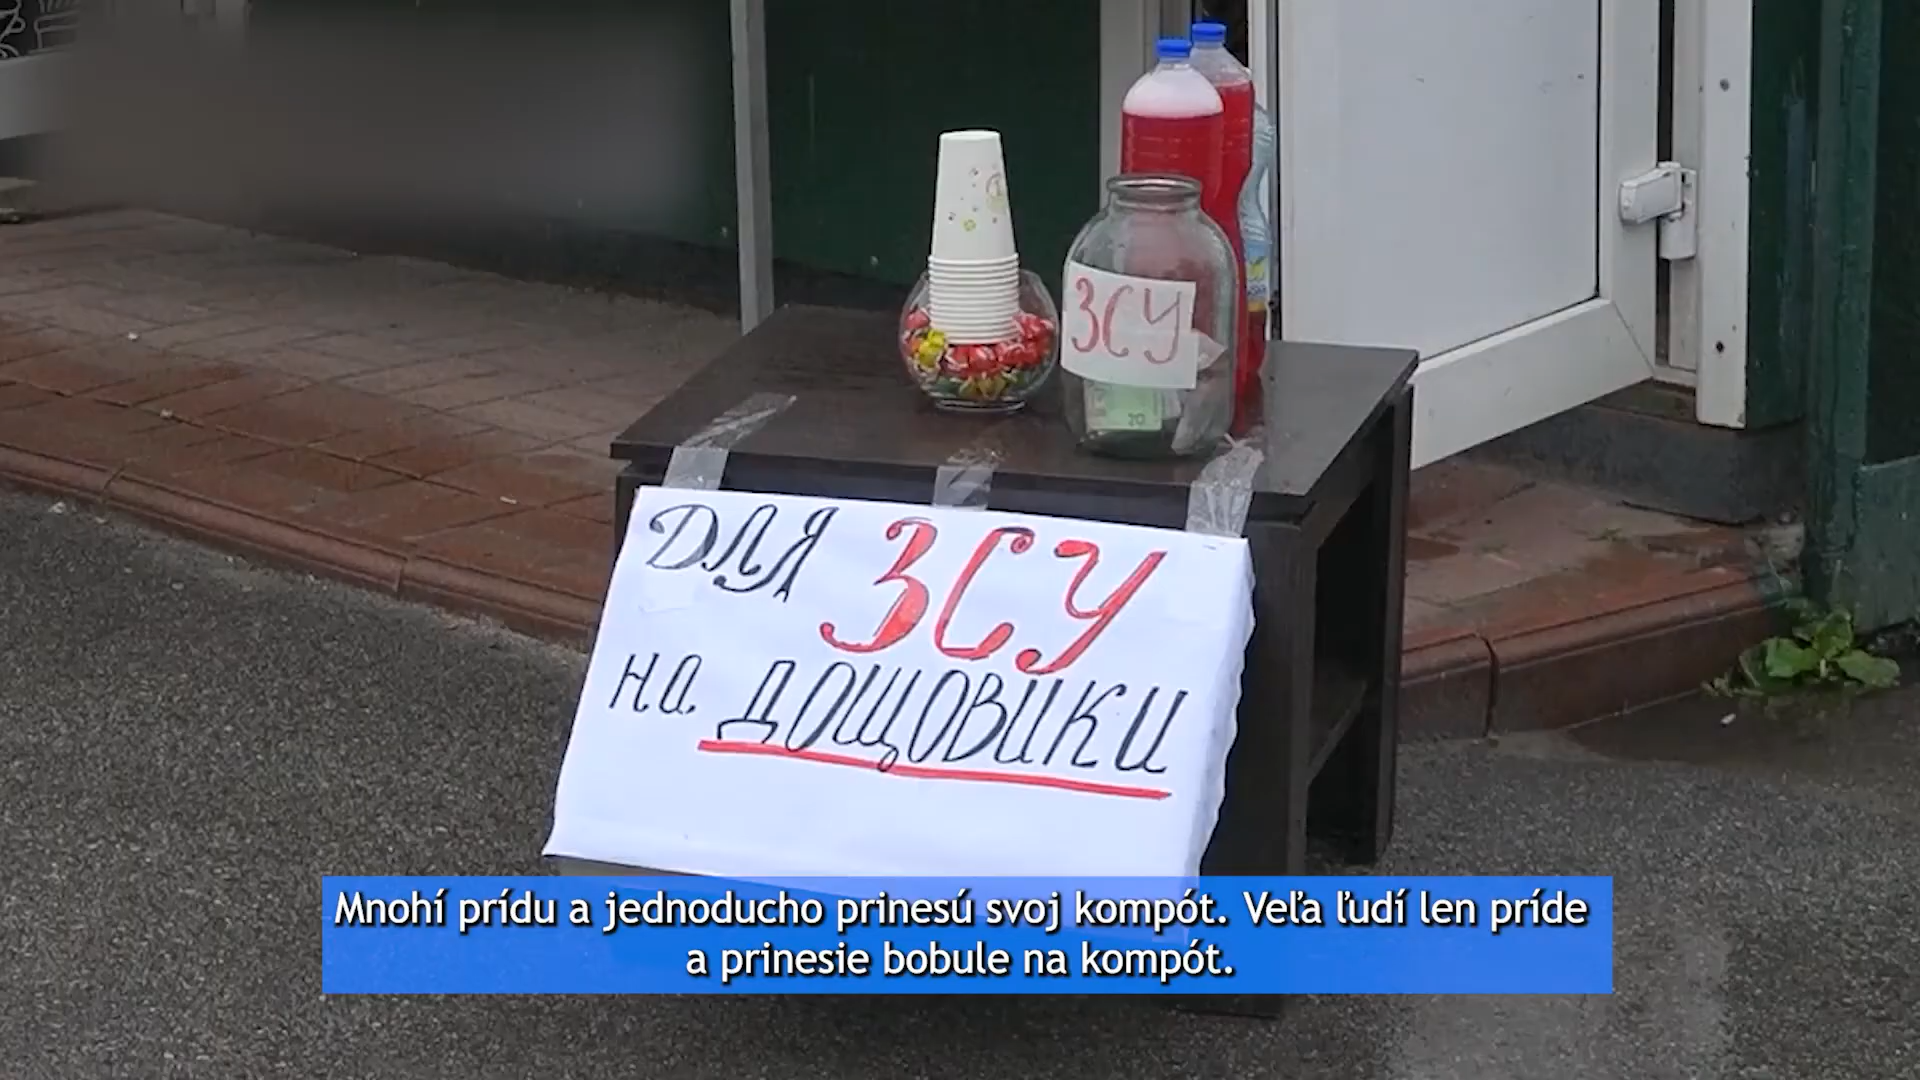 ЗСУ
20
ДЛЯ ЗСУ
на дощовики
Mnohí prídu a jednoducho prinesú svoj kompót. Veľa ľudí len príde
a prinesie bobule na kompót.